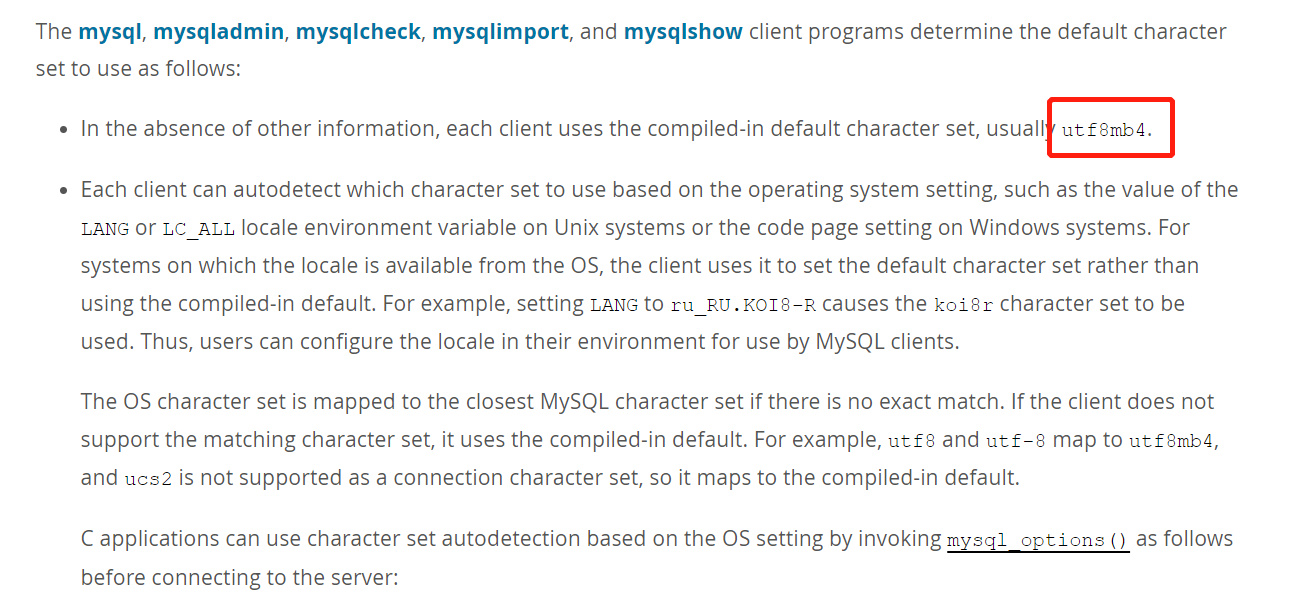 The mysql, mysqladmin, mysqlcheck, mysqlimport, and mysqlshow client programs determine the default character
set to use as follows:
• In the absence of other information, each client uses the compiled-in default character set, usually utf8mb4.
• Each client can autodetect which character set to use based on the operating system setting, such as the value of the
LANG or LC_ALL locale environment variable on Unix systems or the code page setting on Windows systems. For
systems on which the locale is available from the OS, the client uses it to set the default character set rather than
using the compiled-in default. For example, setting LANG to ru_RU.KOI8-R causes the koi8r character set to be
used. Thus, users can configure the locale in their environment for use by MySQL clients.
The OS character set is mapped to the closest MySQL character set if there is no exact match. If the client does not
support the matching character set, it uses the compiled-in default. For example, utf8 and utf-8 map to utf8mb4,
and ucs2 is not supported as a connection character set, so it maps to the compiled-in default.
C applications can use character set autodetection based on the OS setting by invoking mysql_options() as follows
before connecting to the server: